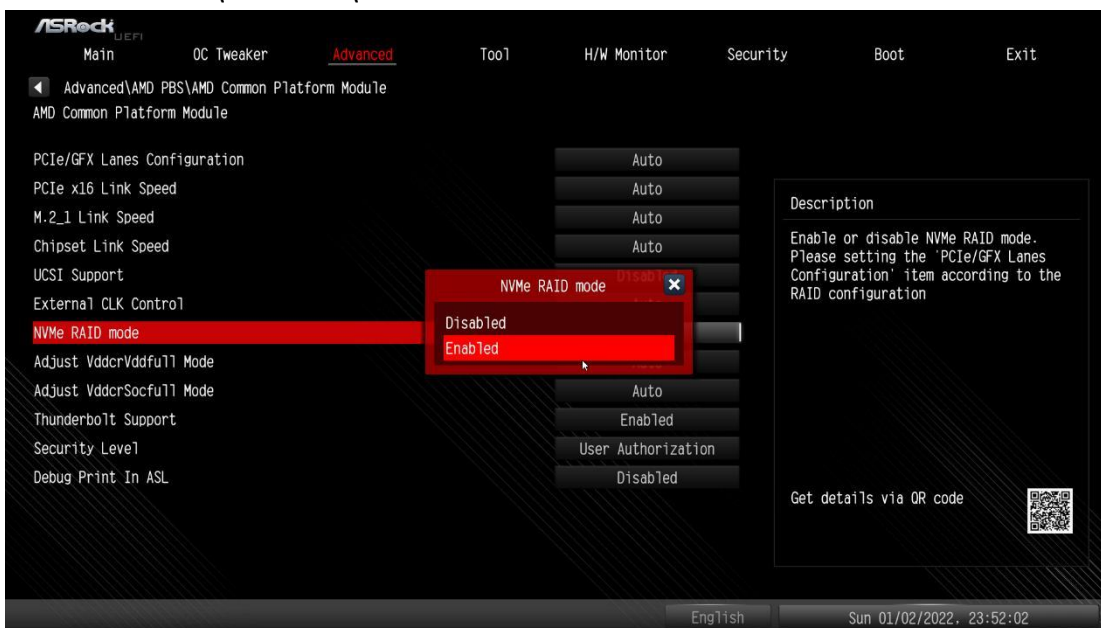 ASRock UEFI
Main OC Tweaker Advanced Tool H/W Monitor Security Boot Exit
Advanced\AMD PBS\AMD Common Platform Module
AMD Common Platform Module
PCIe/GFX Lanes Configuration Auto
PCIe x16 Link Speed Auto
M.2_1 Link Speed Auto
Chipset Link Speed Auto
UCSI Support Disabled
External CLK Control
NVMe RAID mode
Adjust VddcrVddfull Mode
Adjust VddcrSocfull Mode Auto
Thunderbolt Support Enabled
Security Level User Authorization
Debug Print In ASL Disabled
NVMe RAID mode
Disabled
Enabled
Description
Enable or disable NVMe RAID mode.
Please setting the 'PCIe/GFX Lanes
Configuration' item according to the
RAID configuration
Get details via QR code
English Sun 01/02/2022, 23:52:02